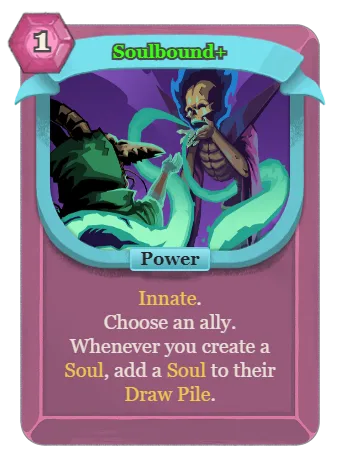 1
Soulbound+
Power
Innate.
Choose an ally.
Whenever you create a
Soul, add a Soul to their
Draw Pile.